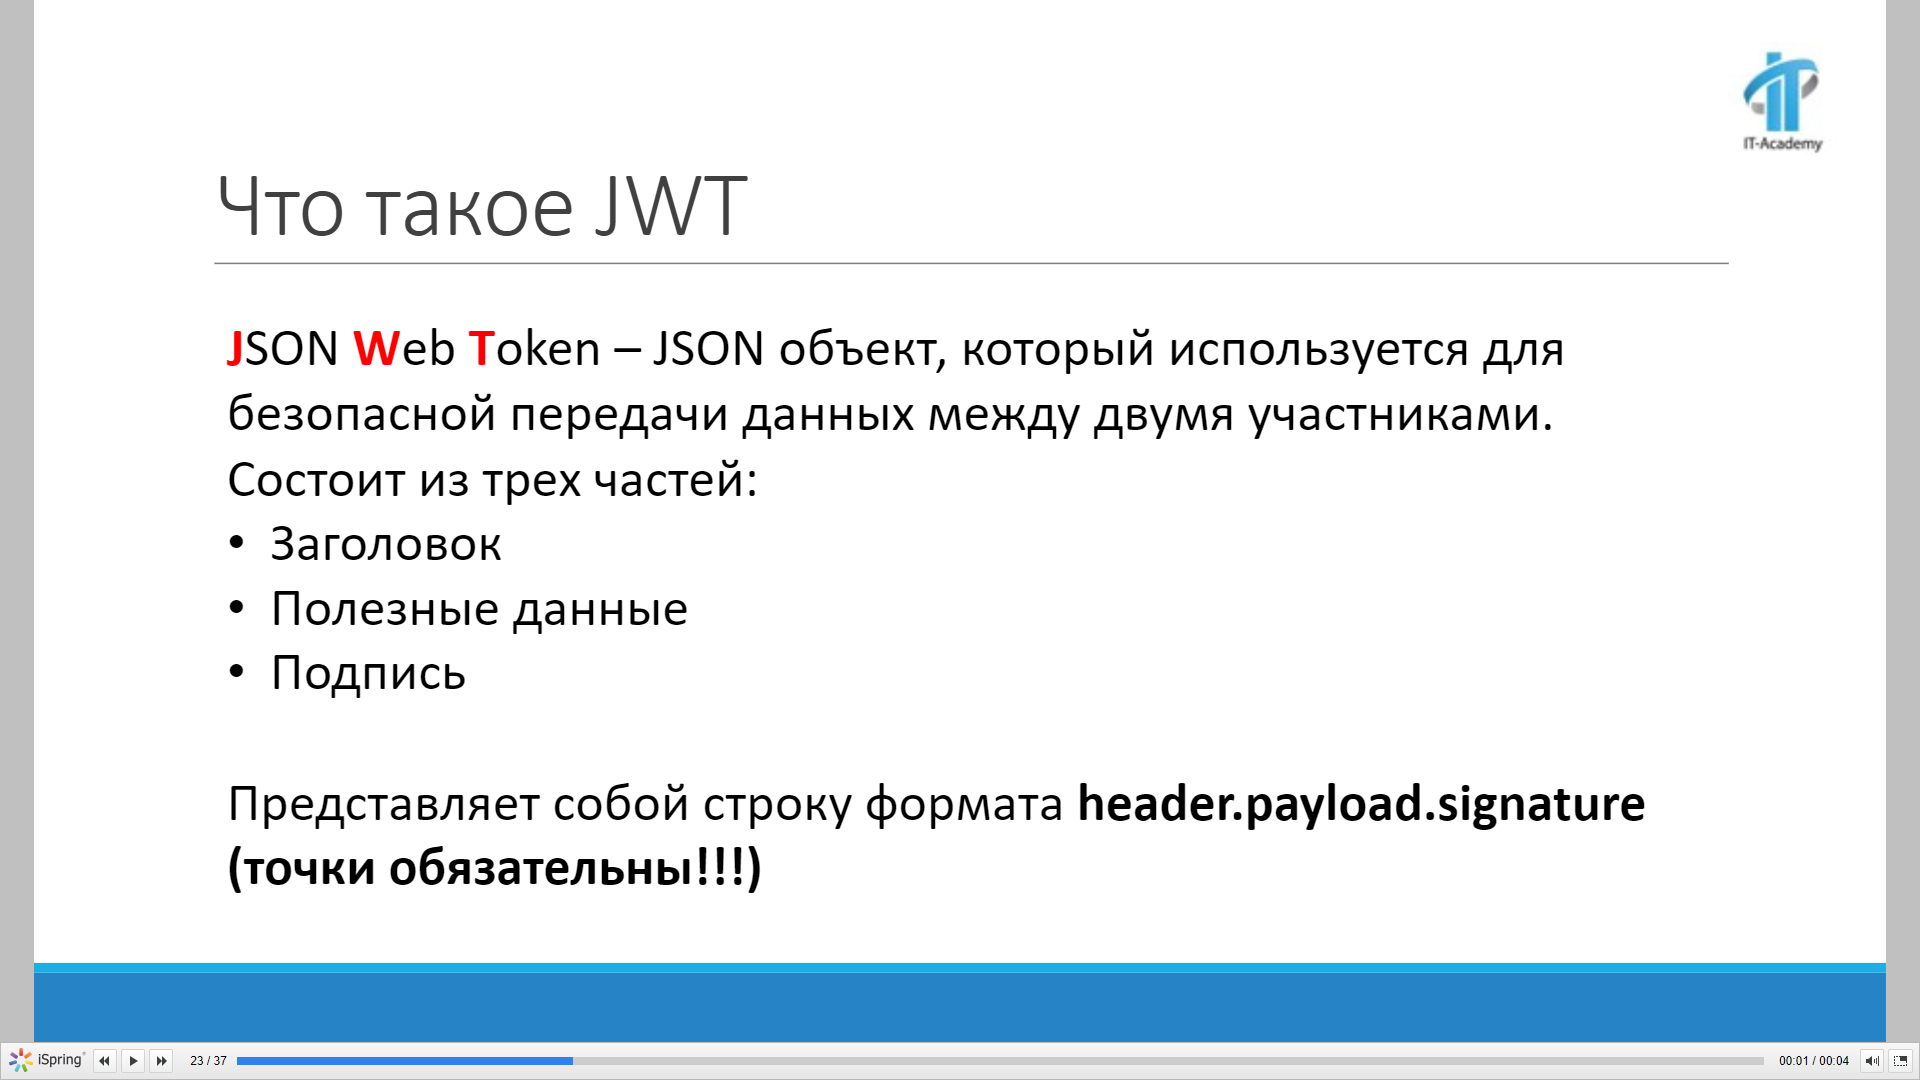 IT-Academy
Что такое JWT
JSON Web Token – JSON объект, который используется для
безопасной передачи данных между двумя участниками.
Состоит из трех частей:
• Заголовок
• Полезные данные
• Подпись
Представляет собой строку формата header.payload.signature
(точки обязательны!!!)
iSpring 23 / 37 00:01 / 00:04